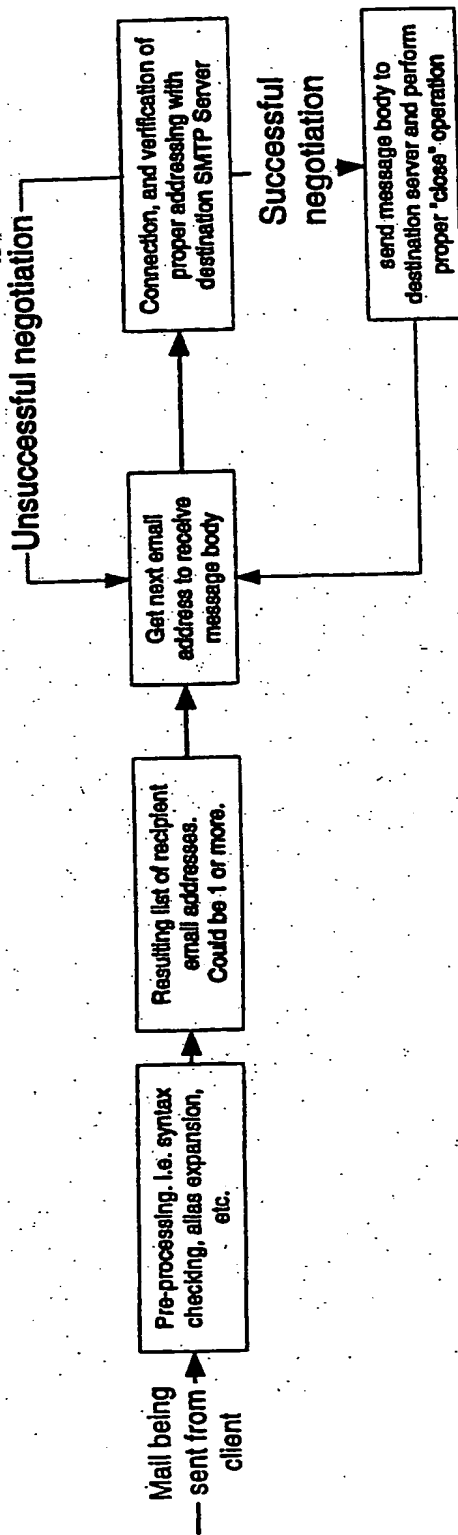 Mail being
sent from
client
Pre-processing. I.e. syntax
checking, alias expansion,
etc.
Resulting list of recipient
email addresses.
Could be 1 or more.
Get next email
address to receive
message body
Unsuccessful negotiation
Connection, and verification of
proper addressing with
destination SMTP Server
Successful
negotiation
send message body to
destination server and perform
proper "close" operation